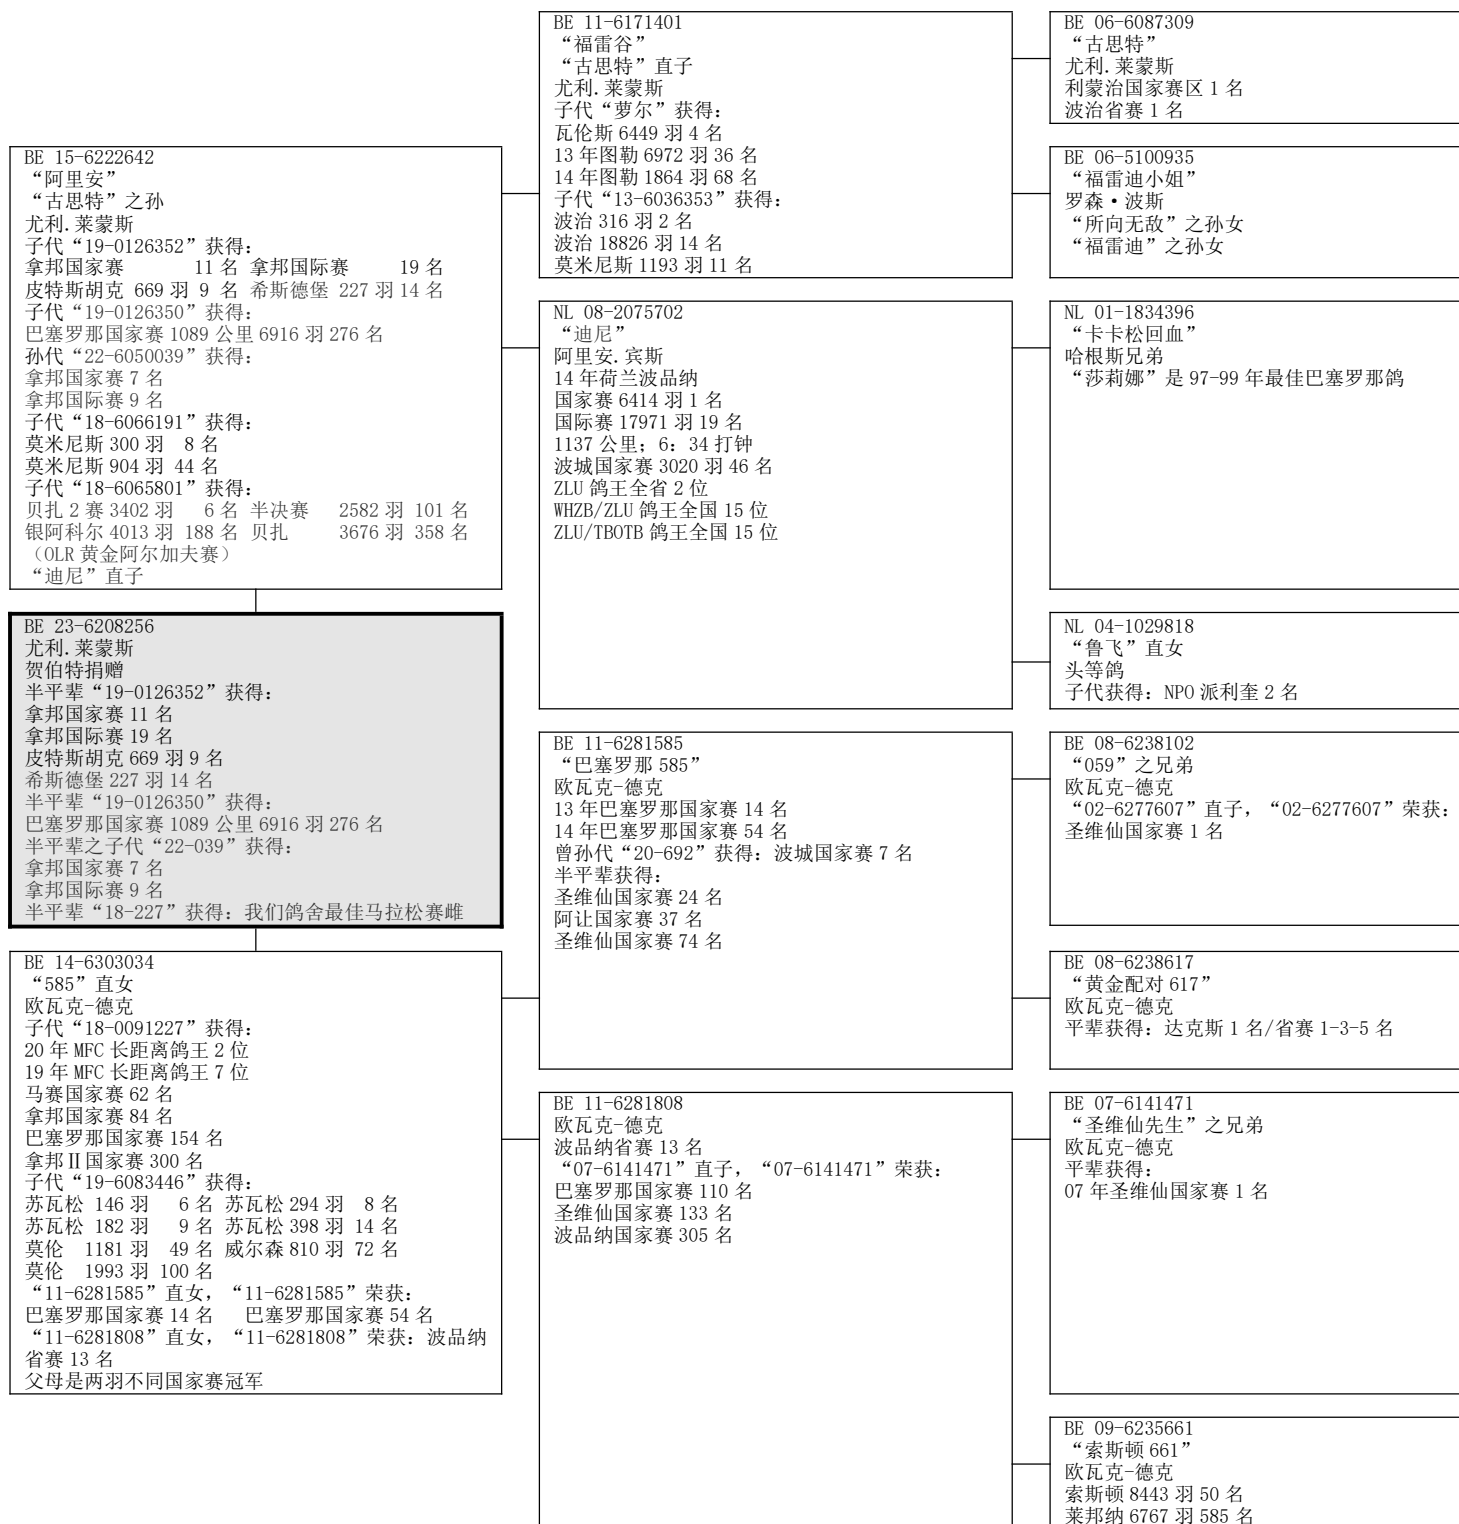 BE 15-6222642
“阿里安”
“古思特”之孙
尤利.莱蒙斯
子代“19-0126352”获得：
拿邦国家赛 11 名 拿邦国际赛 19 名
皮特斯胡克 669 羽 9 名 希斯德堡 227 羽 14 名
子代“19-0126350”获得：
巴塞罗那国家赛 1089 公里 6916 羽 276 名
孙代“22-6050039”获得：
拿邦国家赛 7 名
拿邦国际赛 9 名
子代“18-6066191”获得：
莫米尼斯 300 羽 8 名
莫米尼斯 904 羽 44 名
子代“18-6065801”获得：
贝扎 2 赛 3402 羽 6 名 半决赛 2582 羽 101 名
银阿科尔 4013 羽 188 名 贝扎 3676 羽 358 名
（OLR 黄金阿尔加夫赛）
“迪尼”直子
BE 23-6208256
尤利.莱蒙斯
贺伯特捐赠
半平辈“19-0126352”获得：
拿邦国家赛 11 名
拿邦国际赛 19 名
皮特斯胡克 669 羽 9 名
希斯德堡 227 羽 14 名
半平辈“19-0126350”获得：
巴塞罗那国家赛 1089 公里 6916 羽 276 名
半平辈之子代“22-039”获得：
拿邦国家赛 7 名
拿邦国际赛 9 名
半平辈“18-227”获得：我们鸽舍最佳马拉松赛雌
BE 14-6303034
“585”直女
欧瓦克-德克
子代“18-0091227”获得：
20 年 MFC 长距离鸽王 2 位
19 年 MFC 长距离鸽王 7 位
马赛国家赛 62 名
拿邦国家赛 84 名
巴塞罗那国家赛 154 名
拿邦Ⅱ国家赛 300 名
子代“19-6083446”获得：
苏瓦松 146 羽 6 名 苏瓦松 294 羽 8 名
苏瓦松 182 羽 9 名 苏瓦松 398 羽 14 名
莫伦 1181 羽 49 名 威尔森 810 羽 72 名
莫伦 1993 羽 100 名
“11-6281585”直女，“11-6281585”荣获：
巴塞罗那国家赛 14 名 巴塞罗那国家赛 54 名
“11-6281808”直女，“11-6281808”荣获：波品纳
省赛 13 名
父母是两羽不同国家赛冠军
BE 11-6171401
“福雷谷”
“古思特”直子
尤利.莱蒙斯
子代“萝尔”获得：
瓦伦斯 6449 羽 4 名
13 年图勒 6972 羽 36 名
14 年图勒 1864 羽 68 名
子代“13-6036353”获得：
波治 316 羽 2 名
波治 18826 羽 14 名
莫米尼斯 1193 羽 11 名
NL 08-2075702
“迪尼”
阿里安.宾斯
14 年荷兰波品纳
国家赛 6414 羽 1 名
国际赛 17971 羽 19 名
1137 公里；6：34 打钟
波城国家赛 3020 羽 46 名
ZLU 鸽王全省 2 位
WHZB/ZLU 鸽王全国 15 位
ZLU/TBOTB 鸽王全国 15 位
BE 11-6281585
“巴塞罗那 585”
欧瓦克-德克
13 年巴塞罗那国家赛 14 名
14 年巴塞罗那国家赛 54 名
曾孙代“20-692”获得：波城国家赛 7 名
半平辈获得：
圣维仙国家赛 24 名
阿让国家赛 37 名
圣维仙国家赛 74 名
BE 11-6281808
欧瓦克-德克
波品纳省赛 13 名
“07-6141471”直子，“07-6141471”荣获：
巴塞罗那国家赛 110 名
圣维仙国家赛 133 名
波品纳国家赛 305 名
BE 06-6087309
“古思特”
尤利.莱蒙斯
利蒙治国家赛区 1 名
波治省赛 1 名
BE 06-5100935
“福雷迪小姐”
罗森•波斯
“所向无敌”之孙女
“福雷迪”之孙女
NL 01-1834396
“卡卡松回血”
哈根斯兄弟
“莎莉娜”是 97-99 年最佳巴塞罗那鸽
NL 04-1029818
“鲁飞”直女
头等鸽
子代获得：NPO 派利奎 2 名
BE 08-6238102
“059”之兄弟
欧瓦克-德克
“02-6277607”直子，“02-6277607”荣获：
圣维仙国家赛 1 名
BE 08-6238617
“黄金配对 617”
欧瓦克-德克
平辈获得：达克斯 1 名/省赛 1-3-5 名
BE 07-6141471
“圣维仙先生”之兄弟
欧瓦克-德克
平辈获得：
07 年圣维仙国家赛 1 名
BE 09-6235661
“索斯顿 661”
欧瓦克-德克
索斯顿 8443 羽 50 名
莱邦纳 6767 羽 585 名